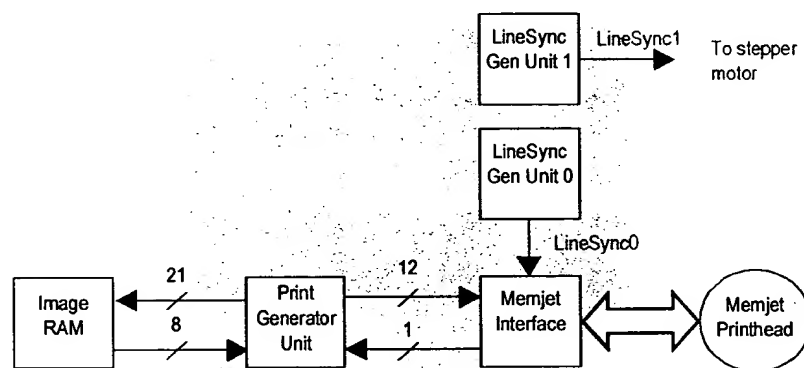 LineSync
Gen Unit 1
LineSync1
To stepper
motor
LineSync
Gen Unit 0
LineSync0
21
12
Image
RAM
Print
Generator
Unit
Memjet
Interface
Memjet
Printhead
8
1